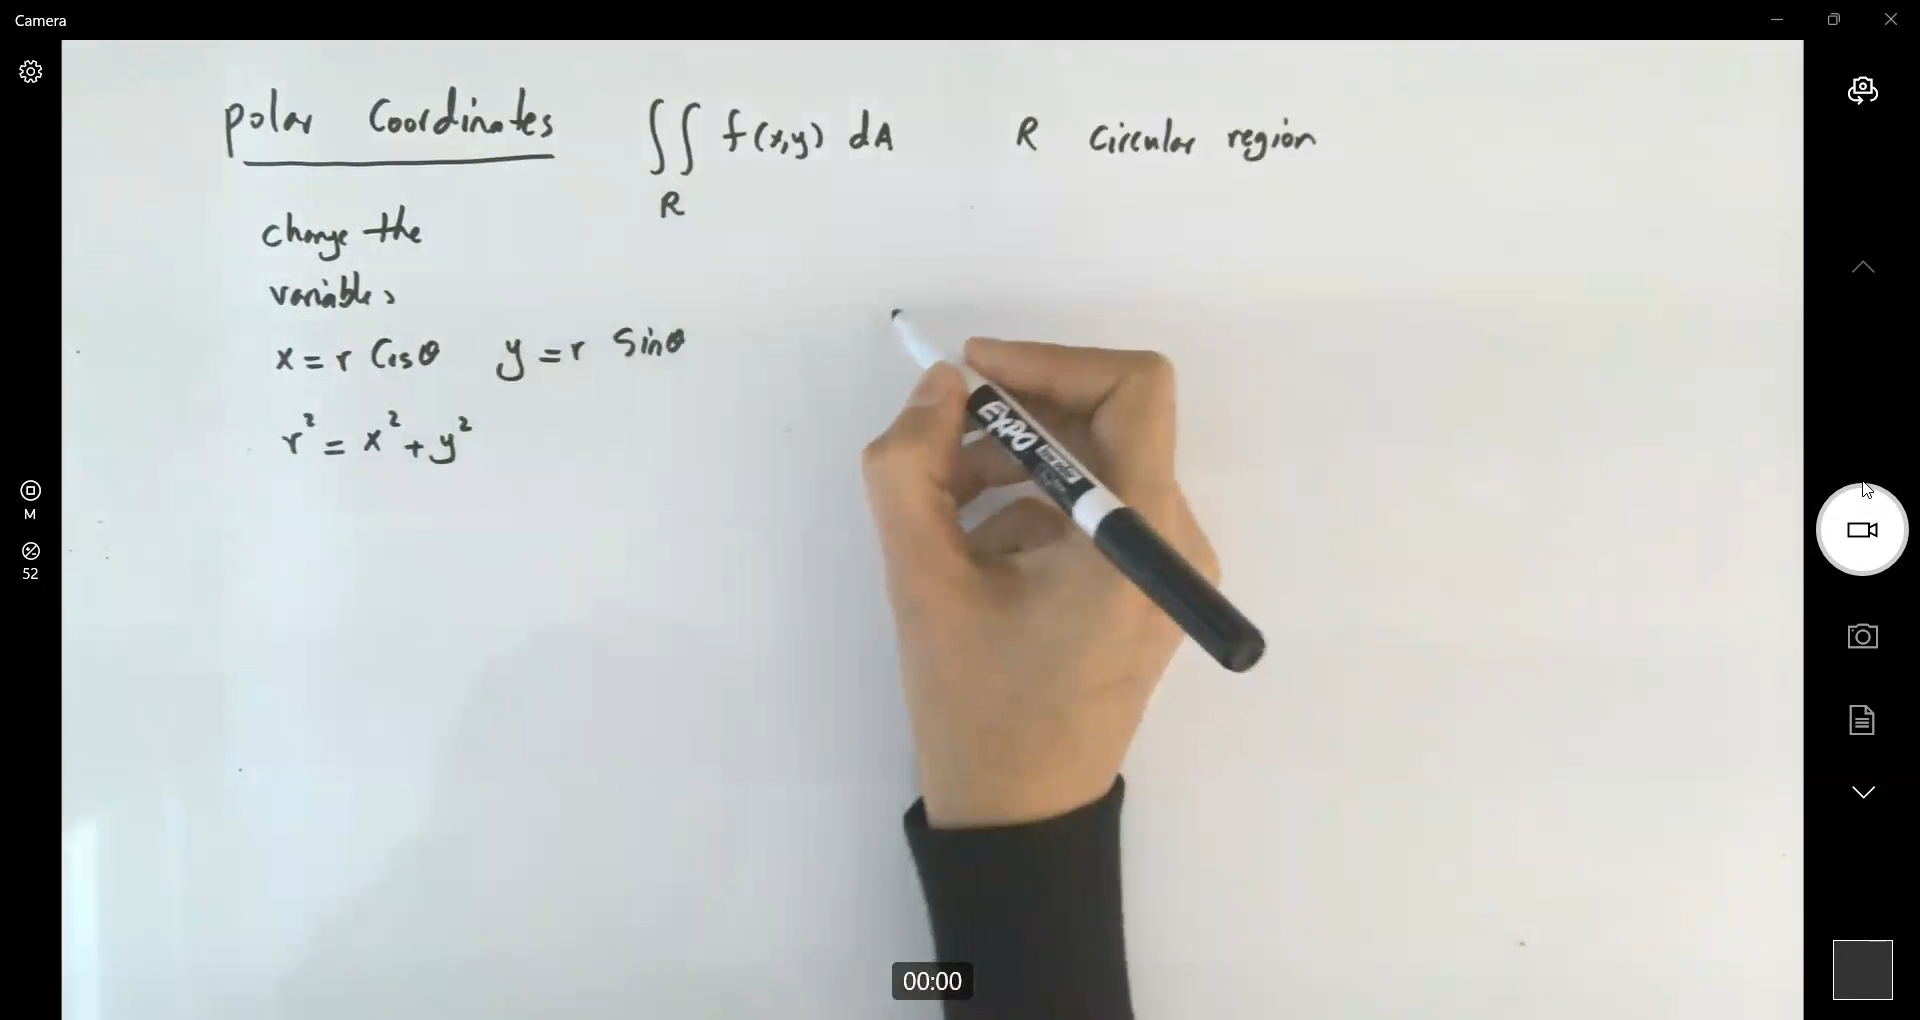 Camera
polar Coordinates ∫∫ f(x,y) dA R Circular region
R
change the
variables
x = r Cosθ y = r Sinθ
r² = x² + y²
EXPO
M
52
00:00